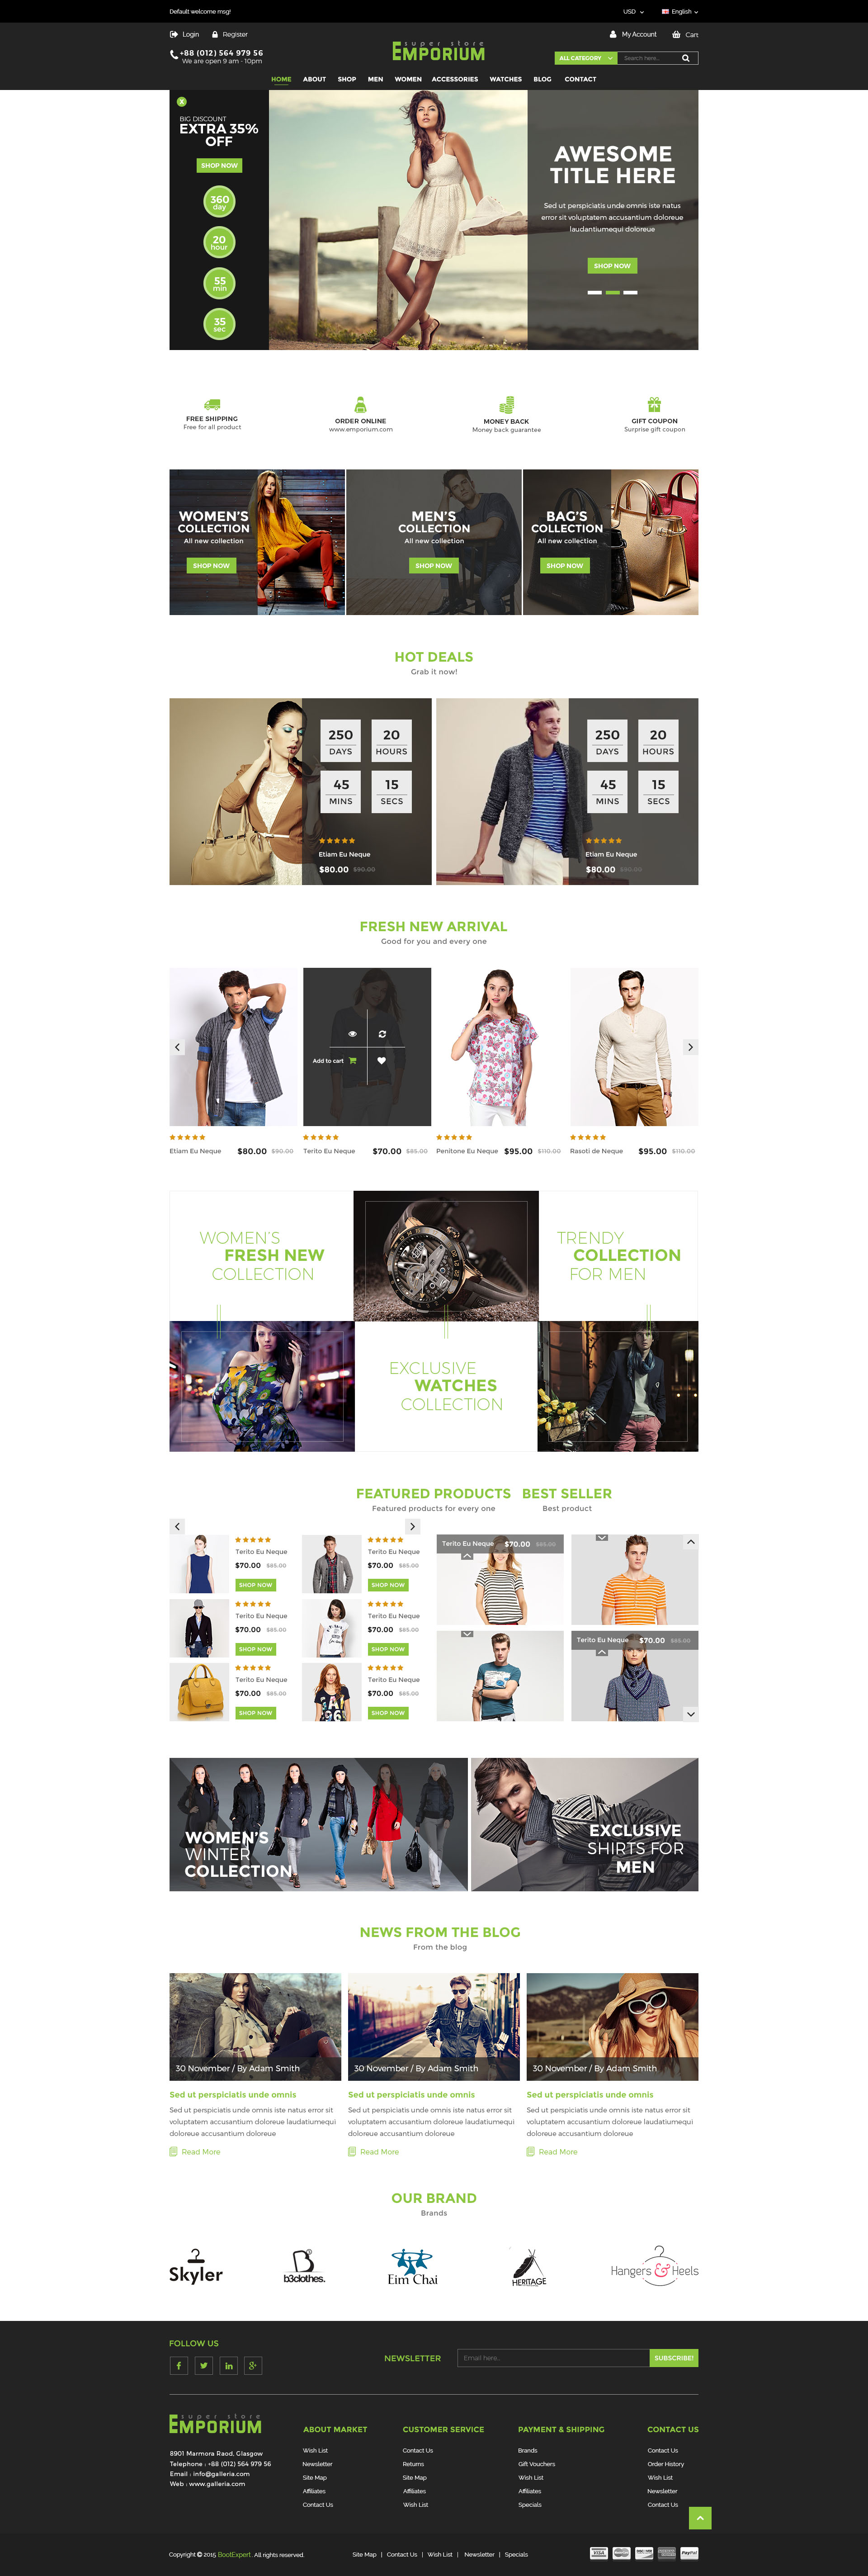 Default welcome msg!
USD
English
Login
Register
My Account
Cart
+88 (012) 564 979 56
We are open 9 am - 10pm
super store
EMPORIUM
ALL CATEGORY
Search here...
HOME ABOUT SHOP MEN WOMEN ACCESSORIES WATCHES BLOG CONTACT
X
BIG DISCOUNT
EXTRA 35%
OFF
SHOP NOW
360
day
20
hour
55
min
35
sec
AWESOME
TITLE HERE
Sed ut perspiciatis unde omnis iste natus
error sit voluptatem accusantium doloreue
laudantiumequi doloreue
SHOP NOW
FREE SHIPPING
Free for all product
ORDER ONLINE
www.emporium.com
MONEY BACK
Money back guarantee
GIFT COUPON
Surprise gift coupon
WOMEN'S
COLLECTION
All new collection
SHOP NOW
MEN'S
COLLECTION
All new collection
SHOP NOW
BAG'S
COLLECTION
All new collection
SHOP NOW
HOT DEALS
Grab it now!
250
DAYS
20
HOURS
45
MINS
15
SECS
Etiam Eu Neque
$80.00 $90.00
250
DAYS
20
HOURS
45
MINS
15
SECS
Etiam Eu Neque
$80.00 $90.00
FRESH NEW ARRIVAL
Good for you and every one
Add to cart
Etiam Eu Neque $80.00 $90.00
Terito Eu Neque $70.00 $85.00
Penitone Eu Neque $95.00 $110.00
Rasoti de Neque $95.00 $110.00
WOMEN'S
FRESH NEW
COLLECTION
TRENDY
COLLECTION
FOR MEN
EXCLUSIVE
WATCHES
COLLECTION
FEATURED PRODUCTS
Featured products for every one
BEST SELLER
Best product
Terito Eu Neque
$70.00 $85.00
SHOP NOW
Terito Eu Neque
$70.00 $85.00
SHOP NOW
Terito Eu Neque
$70.00 $85.00
SHOP NOW
Terito Eu Neque
$70.00 $85.00
SHOP NOW
Terito Eu Neque
$70.00 $85.00
SHOP NOW
Terito Eu Neque
$70.00 $85.00
SHOP NOW
Terito Eu Neque $70.00 $85.00
Terito Eu Neque $70.00 $85.00
WOMEN'S
WINTER
COLLECTION
EXCLUSIVE
SHIRTS FOR
MEN
NEWS FROM THE BLOG
From the blog
30 November / By Adam Smith
Sed ut perspiciatis unde omnis
Sed ut perspiciatis unde omnis iste natus error sit
voluptatem accusantium doloreue laudatiumequi
doloreue accusantium doloreue
Read More
30 November / By Adam Smith
Sed ut perspiciatis unde omnis
Sed ut perspiciatis unde omnis iste natus error sit
voluptatem accusantium doloreue laudatiumequi
doloreue accusantium doloreue
Read More
30 November / By Adam Smith
Sed ut perspiciatis unde omnis
Sed ut perspiciatis unde omnis iste natus error sit
voluptatem accusantium doloreue laudatiumequi
doloreue accusantium doloreue
Read More
OUR BRAND
Brands
Skyler
b3clothes.
Eim Chai
HERITAGE
Hangers & Heels
FOLLOW US
NEWSLETTER
Email here..
SUBSCRIBE!
super store
EMPORIUM
8901 Marmora Raod, Glasgow
Telephone : +88 (012) 564 979 56
Email : info@galleria.com
Web : www.galleria.com
ABOUT MARKET
Wish List
Newsletter
Site Map
Affiliates
Contact Us
CUSTOMER SERVICE
Contact Us
Returns
Site Map
Affiliates
Wish List
PAYMENT & SHIPPING
Brands
Gift Vouchers
Wish List
Affiliates
Specials
CONTACT US
Contact Us
Order History
Wish List
Newsletter
Contact Us
Copyright © 2015 BootExpert . All rights reserved.
Site Map | Contact Us | Wish List | Newsletter | Specials
VISA
PayPal